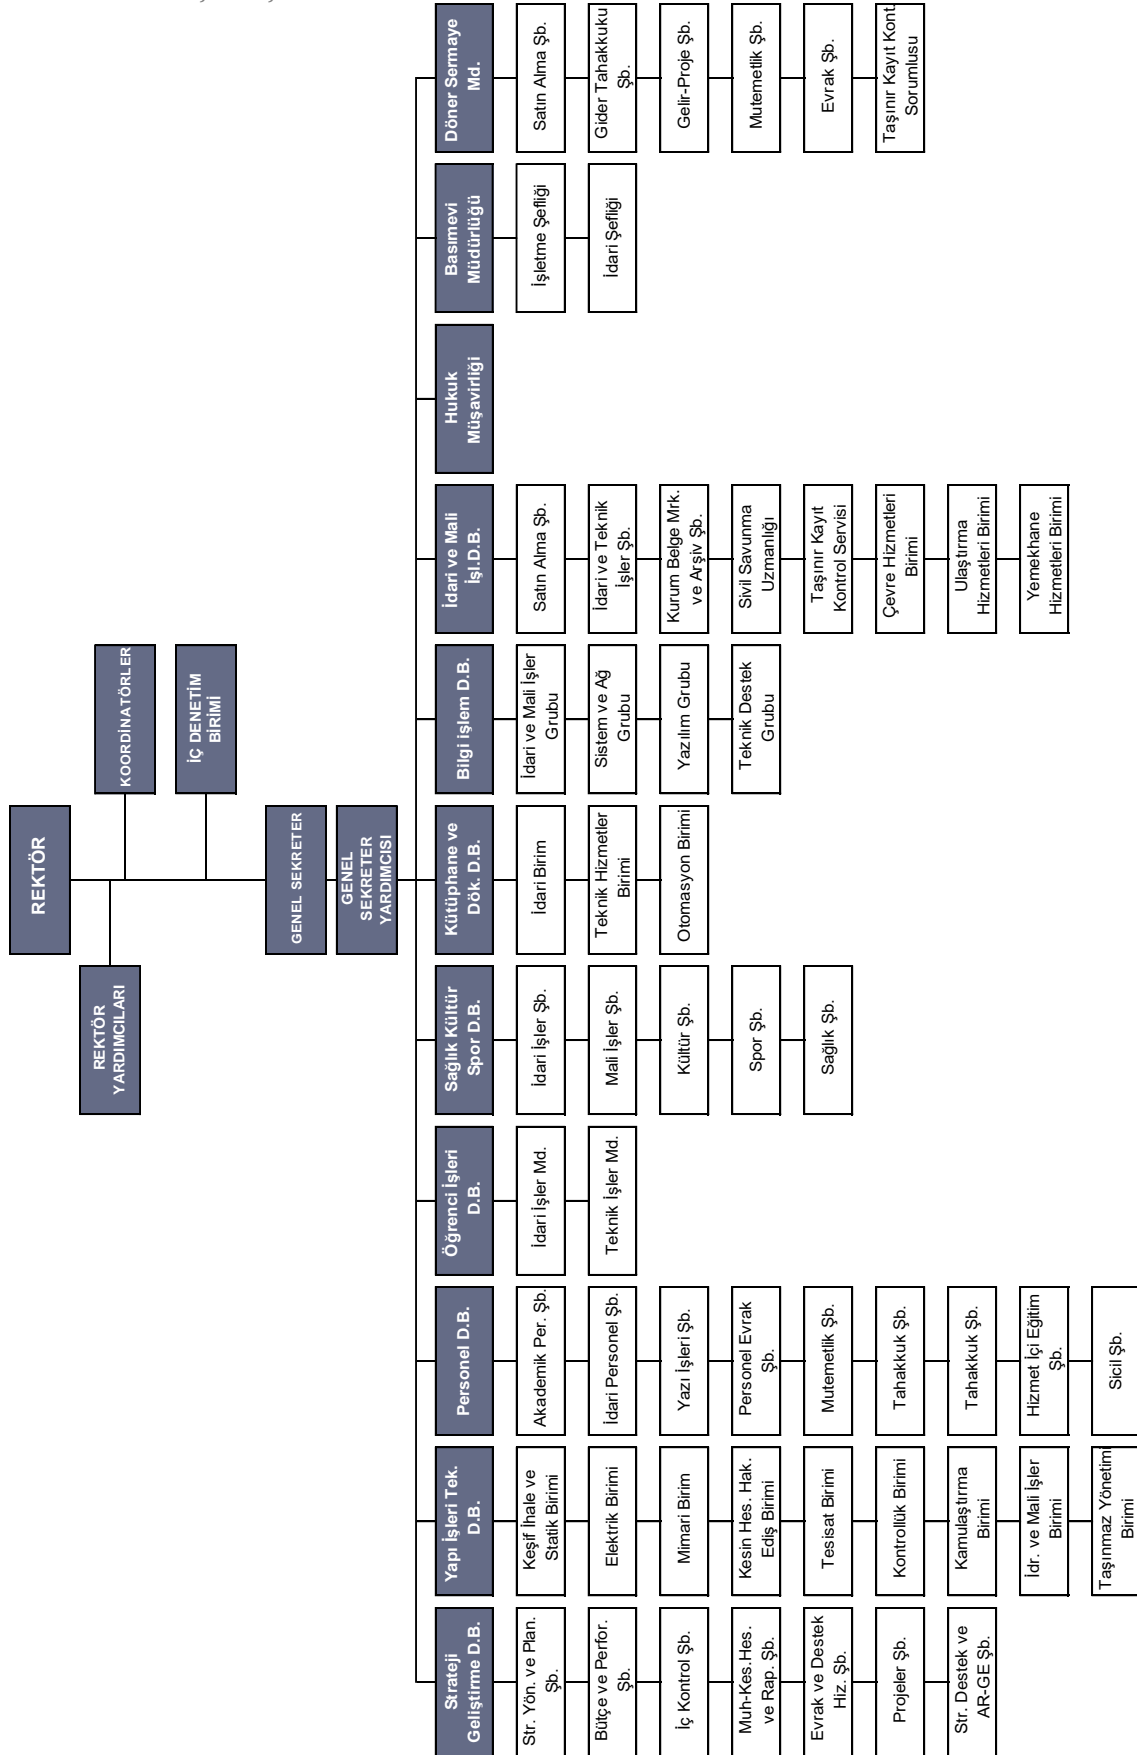 REKTÖR
REKTÖR
YARDIMCILARI
KOORDİNATÖRLER
İÇ DENETİM
BİRİMİ
GENEL SEKRETER
GENEL
SEKRETER
YARDIMCISI
Strateji
Geliştirme D.B.
Str. Yön. ve Plan.
Şb.
Bütçe ve Perfor.
Şb.
İç Kontrol Şb.
Muh-Kes.Hes.
ve Rap. Şb.
Evrak ve Destek
Hiz. Şb.
Projeler Şb.
Str. Destek ve
AR-GE Şb.
Yapı İşleri Tek.
D.B.
Keşif İhale ve
Statik Birimi
Elektrik Birimi
Mimari Birim
Kesin Hes. Hak.
Ediş Birimi
Tesisat Birimi
Kontrollük Birimi
Kamulaştırma
Birimi
İdr. ve Mali İşler
Birimi
Taşınmaz Yönetimi
Birimi
Personel D.B.
Akademik Per. Şb.
İdari Personel Şb.
Yazı İşleri Şb.
Personel Evrak
Şb.
Mutemetlik Şb.
Tahakkuk Şb.
Tahakkuk Şb.
Hizmet İçi Eğitim
Şb.
Sicil Şb.
Öğrenci İşleri
D.B.
İdari İşler Md.
Teknik İşler Md.
Sağlık Kültür
Spor D.B.
İdari İşler Şb.
Mali İşler Şb.
Kültür Şb.
Spor Şb.
Sağlık Şb.
Kütüphane ve
Dök. D.B.
İdari Birim
Teknik Hizmetler
Birimi
Otomasyon Birimi
Bilgi işlem D.B.
İdari ve Mali İşler
Grubu
Sistem ve Ağ
Grubu
Yazılım Grubu
Teknik Destek
Grubu
İdari ve Mali
İşl.D.B.
Satın Alma Şb.
İdari ve Teknik
İşler Şb.
Kurum Belge Mrk.
ve Arşiv Şb.
Sivil Savunma
Uzmanlığı
Taşınır Kayıt
Kontrol Servisi
Çevre Hizmetleri
Birimi
Ulaştırma
Hizmetleri Birimi
Yemekhane
Hizmetleri Birimi
Hukuk
Müşavirliği
Basımevi
Müdürlüğü
İşletme Şefliği
İdari Şefliği
Döner Sermaye
Md.
Satın Alma Şb.
Gider Tahakkuku
Şb.
Gelir-Proje Şb.
Mutemetlik Şb.
Evrak Şb.
Taşınır Kayıt Kont.
Sorumlusu